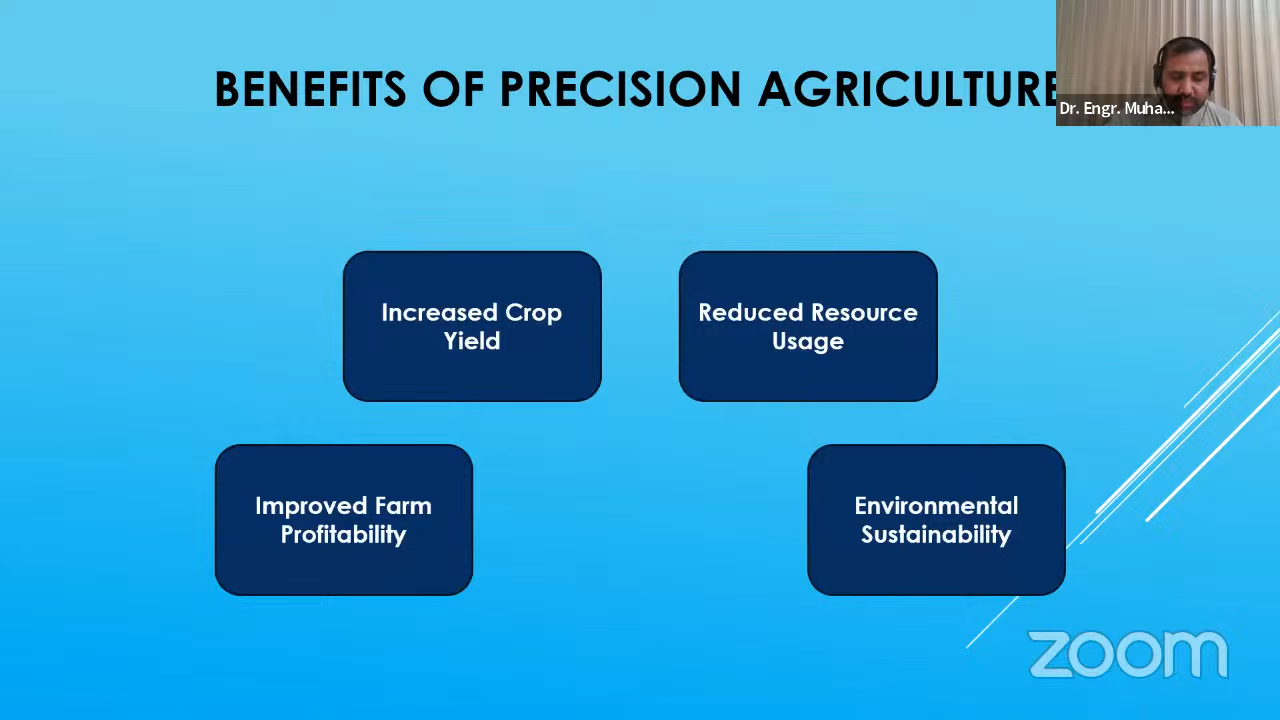 BENEFITS OF PRECISION AGRICULTURE
Dr. Engr. Muha...
Increased Crop
Yield
Reduced Resource
Usage
Improved Farm
Profitability
Environmental
Sustainability
zoom